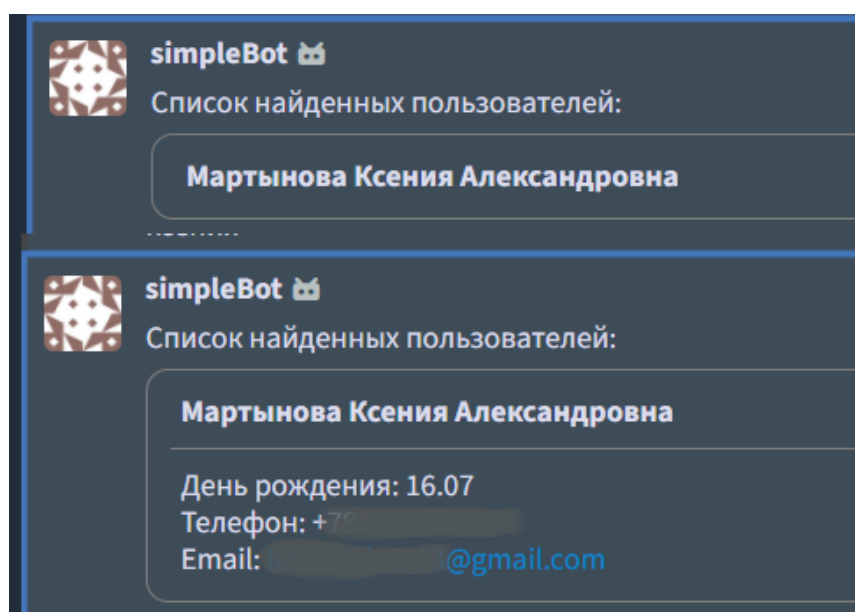 simpleBot
Список найденных пользователей:
Мартынова Ксения Александровна
simpleBot
Список найденных пользователей:
Мартынова Ксения Александровна
День рождения: 16.07
Телефон: +7
Email: @gmail.com